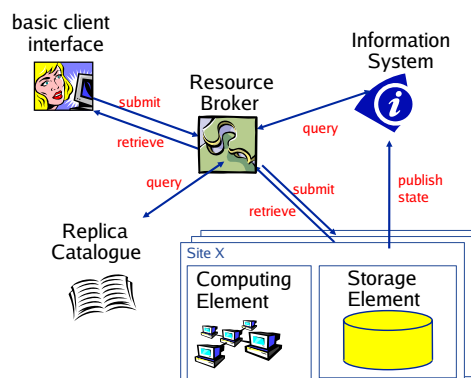 basic client
interface
Information
System
Resource
Broker
submit
retrieve
query
query
submit
retrieve
publish
state
Replica
Catalogue
Site X
Computing
Element
Storage
Element